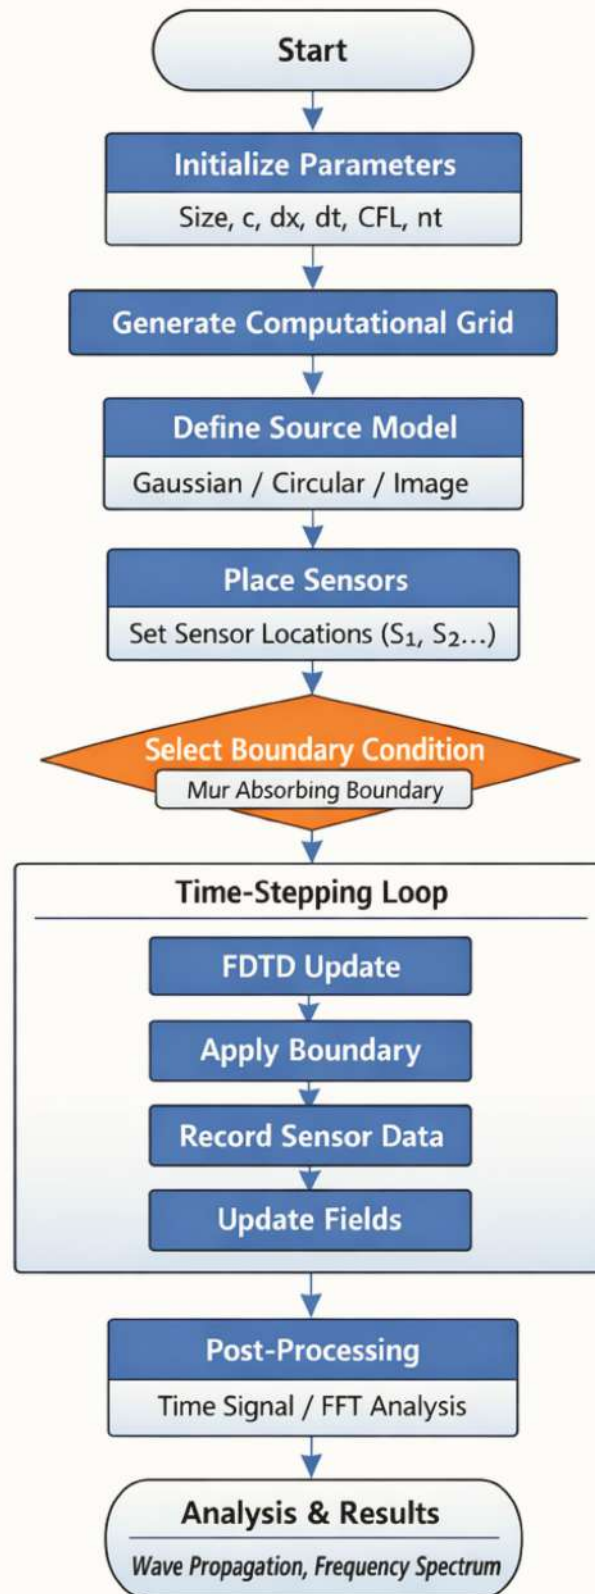 Start
Initialize Parameters
Size, c, dx, dt, CFL, nt
Generate Computational Grid
Define Source Model
Gaussian / Circular / Image
Place Sensors
Set Sensor Locations (S₁, S₂...)
Select Boundary Condition
Mur Absorbing Boundary
Time-Stepping Loop
FDTD Update
Apply Boundary
Record Sensor Data
Update Fields
Post-Processing
Time Signal / FFT Analysis
Analysis & Results
Wave Propagation, Frequency Spectrum